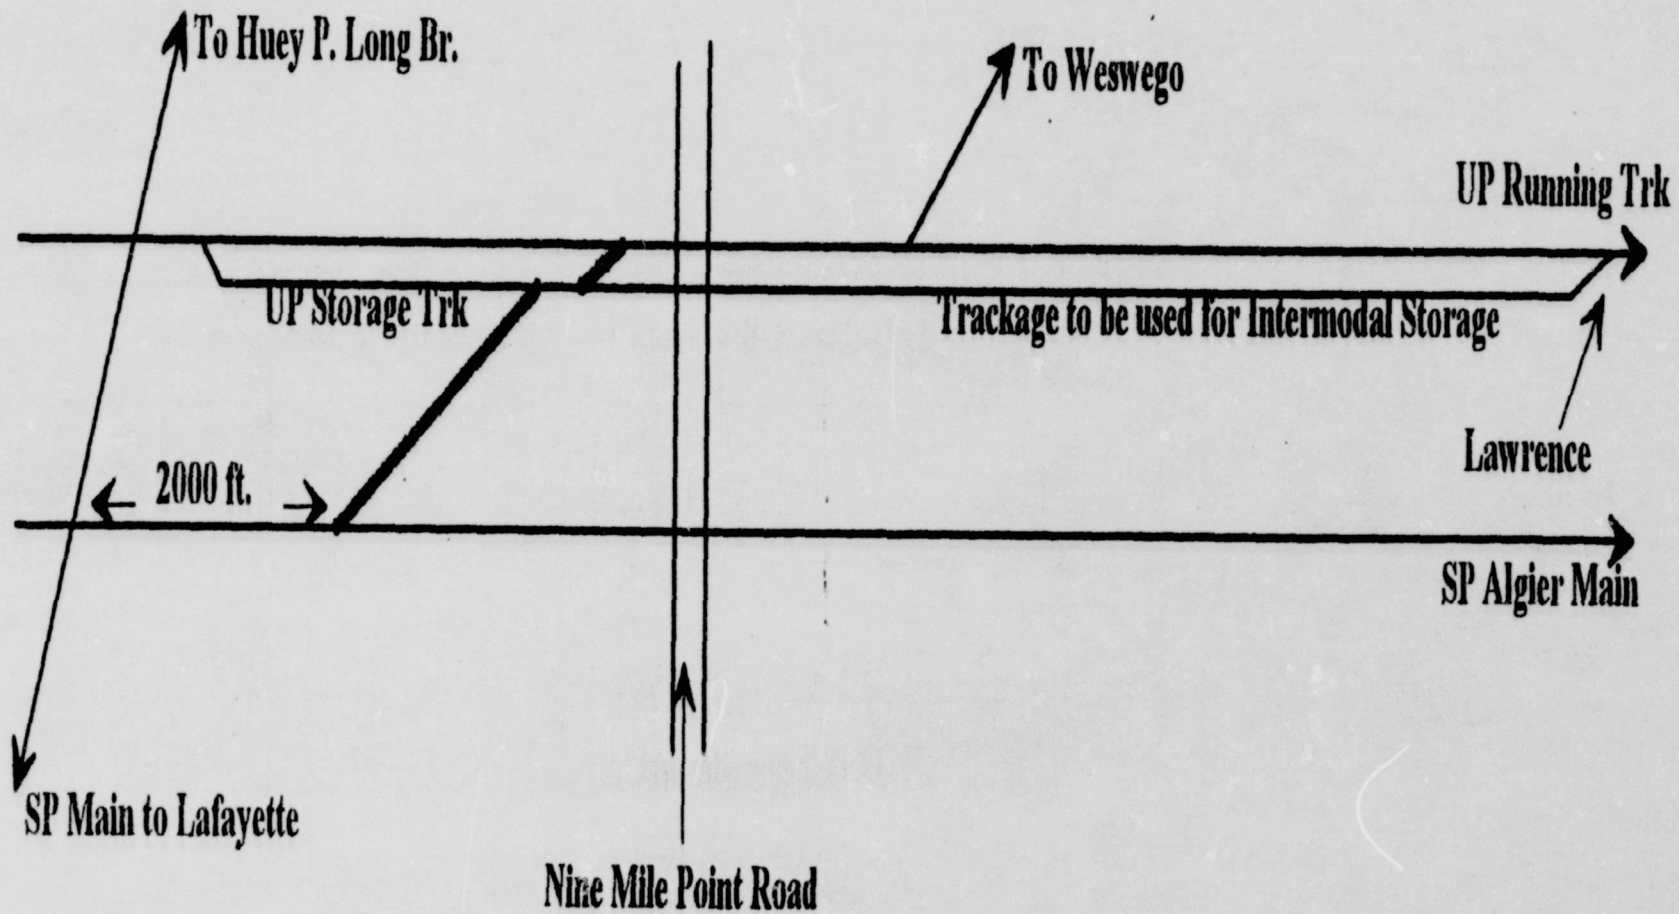 To Huey P. Long Br.
To Weswego
UP Running Trk
UP Storage Trk
Trackage to be used for Intermodal Storage
Lawrence
2000 ft.
SP Algier Main
SP Main to Lafayette
Nine Mile Point Road